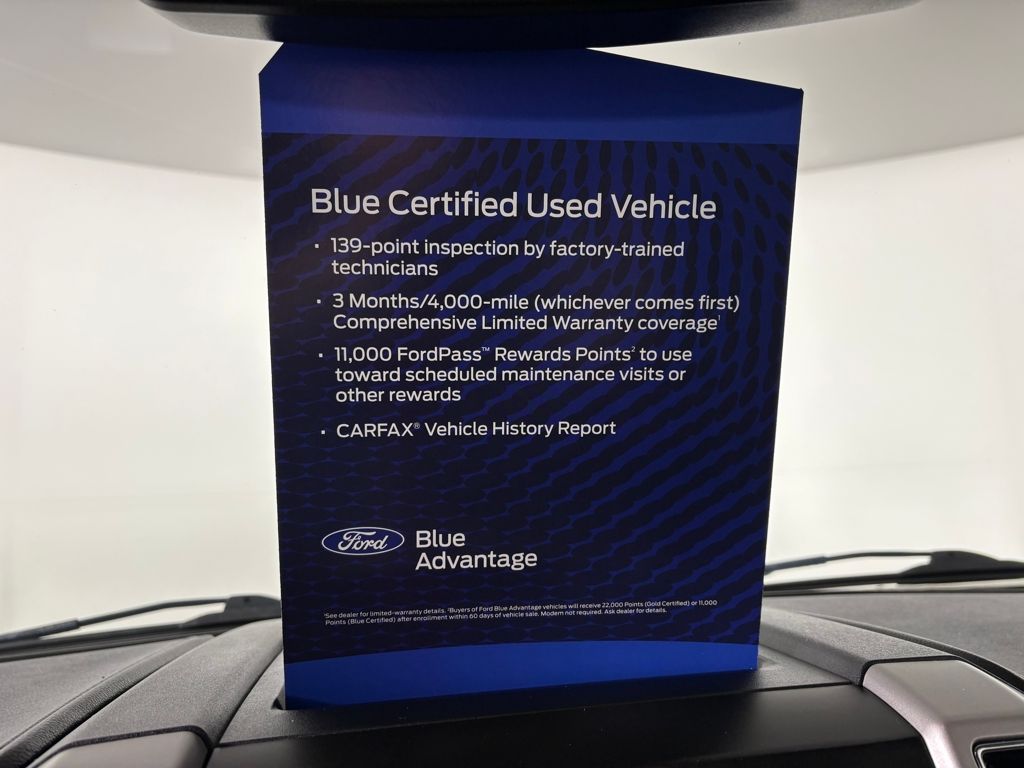 Blue Certified Used Vehicle
• 139-point inspection by factory-trained
technicians
• 3 Months/4,000-mile (whichever comes first)
Comprehensive Limited Warranty coverage¹
• 11,000 FordPass™ Rewards Points² to use
toward scheduled maintenance visits or
other rewards
• CARFAX® Vehicle History Report
Ford
Blue
Advantage
¹See dealer for limited-warranty details. ²Buyers of Ford Blue Advantage vehicles will receive 22,000 Points (Gold Certified) or 11,000
Points (Blue Certified) after enrollment within 60 days of vehicle sale. Modem not required. Ask dealer for details.